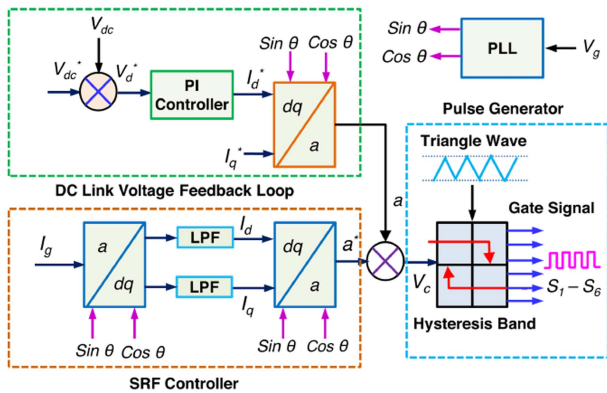 V_dc
V_dc^*
V_d^*
PI
Controller
I_d^*
Sin θ
Cos θ
dq
a
I_q^*
DC Link Voltage Feedback Loop
Sin θ
Cos θ
PLL
V_g
Pulse Generator
Triangle Wave
a
Gate Signal
S_1 – S_6
V_c
Hysteresis Band
I_g
a
dq
LPF
I_d
LPF
I_q
dq
a
a^*
Sin θ
Cos θ
Sin θ
Cos θ
SRF Controller